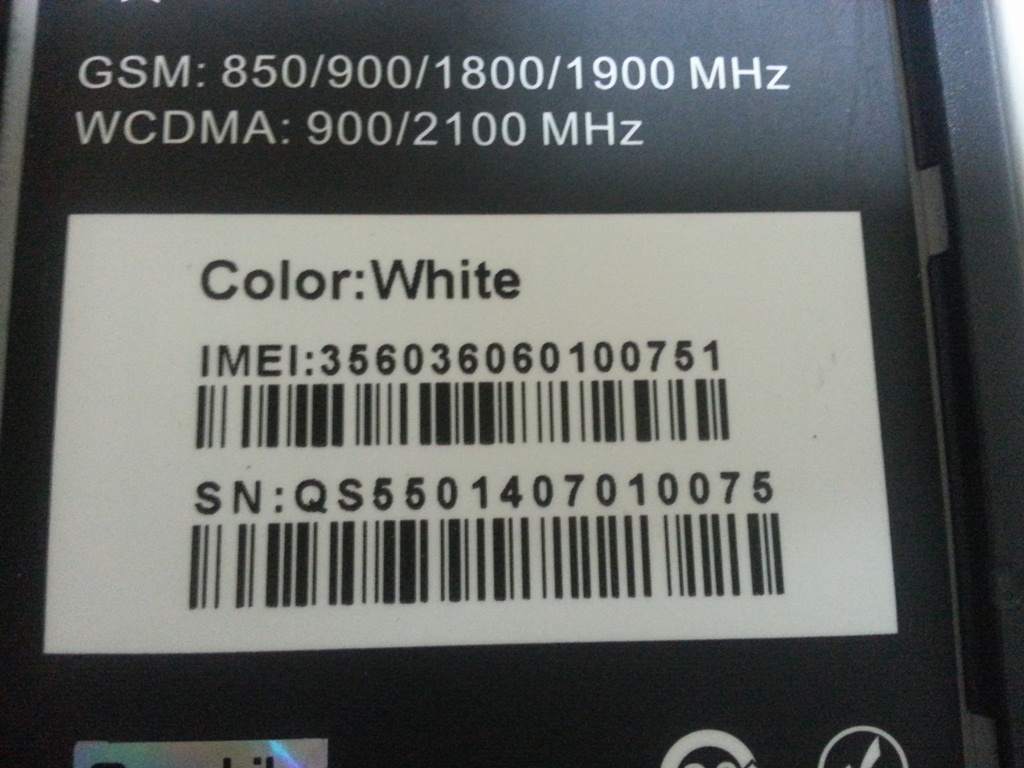 GSM: 850/900/1800/1900 MHz
WCDMA: 900/2100 MHz
Color:White
IMEI:356036060100751
SN:QS5501407010075